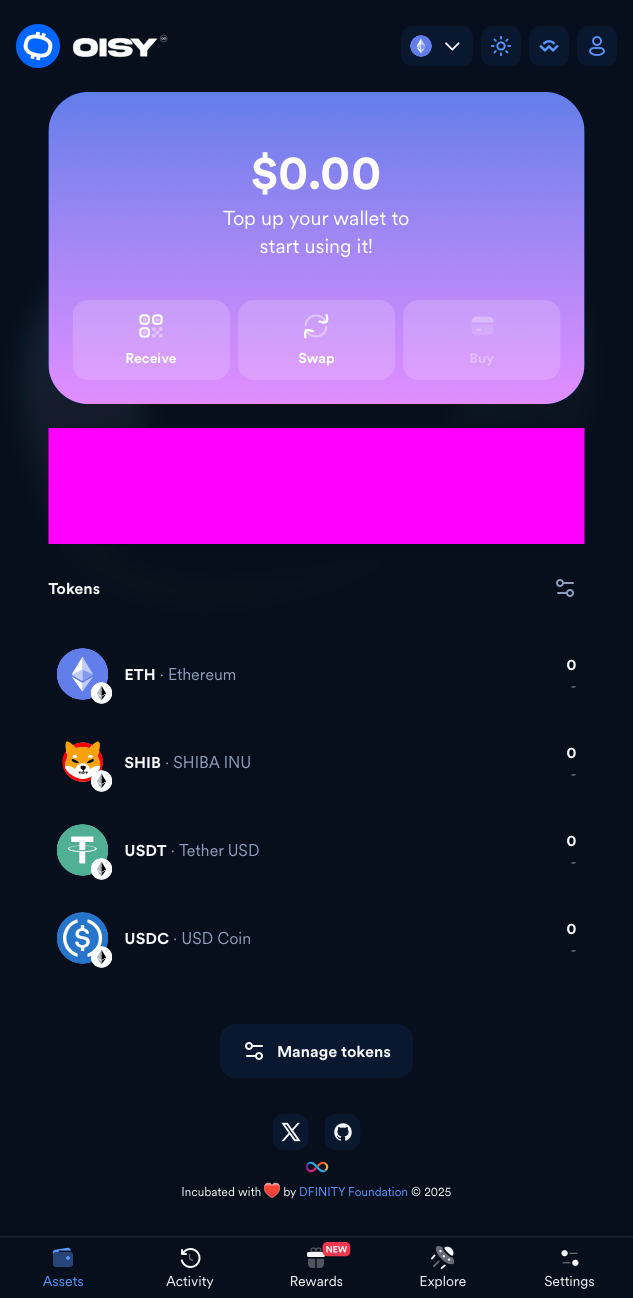 OISY
$0.00
Top up your wallet to
start using it!
Receive
Swap
Buy
Tokens
ETH · Ethereum
0
-
SHIB · SHIBA INU
0
-
USDT · Tether USD
0
-
USDC · USD Coin
0
-
Manage tokens
Incubated with ❤️ by DFINITY Foundation © 2025
NEW
Assets
Activity
Rewards
Explore
Settings